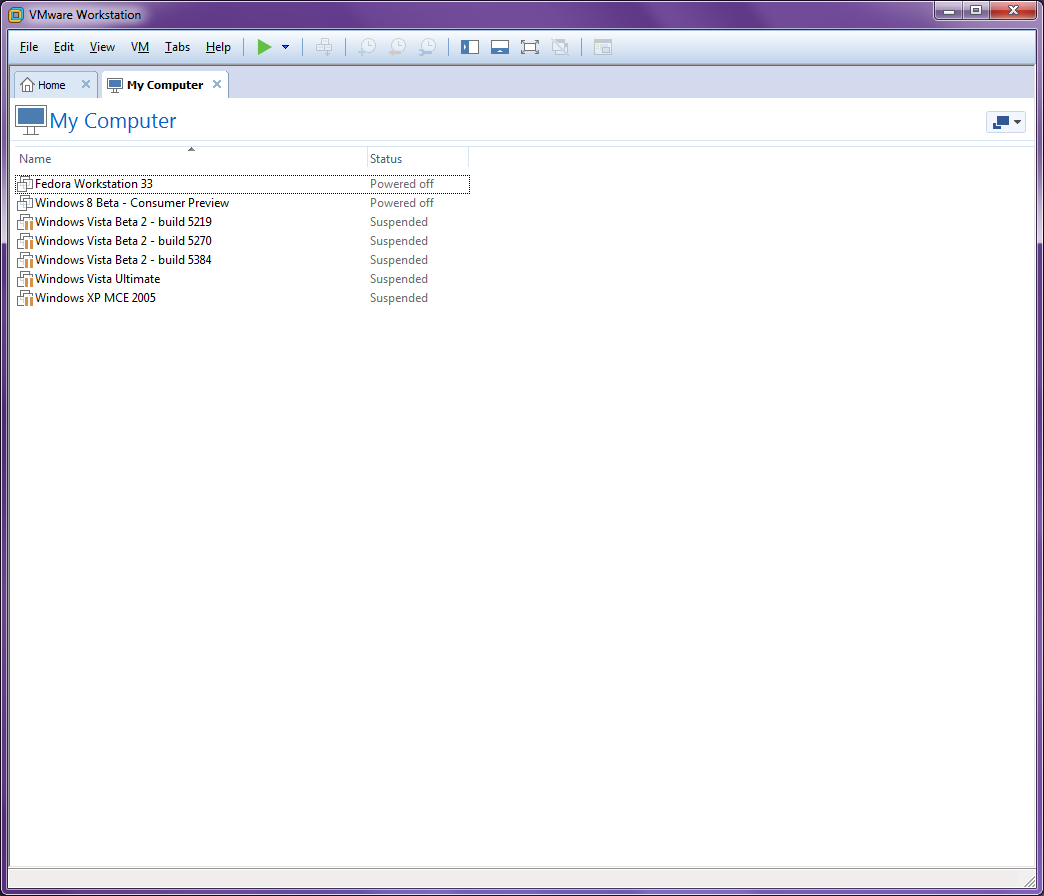 VMware Workstation
File Edit View VM Tabs Help
Home My Computer
My Computer
Name Status
Fedora Workstation 33 Powered off
Windows 8 Beta - Consumer Preview Powered off
Windows Vista Beta 2 - build 5219 Suspended
Windows Vista Beta 2 - build 5270 Suspended
Windows Vista Beta 2 - build 5384 Suspended
Windows Vista Ultimate Suspended
Windows XP MCE 2005 Suspended